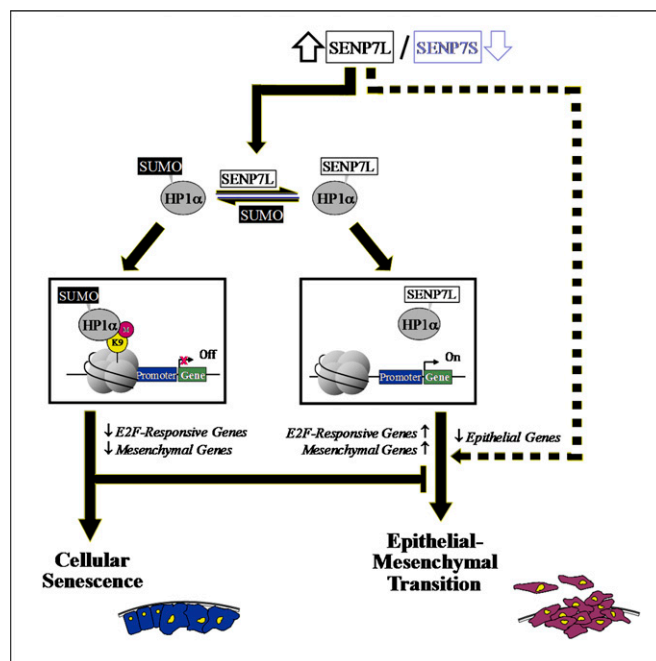 SENP7L / SENP7S
SUMO
HP1α
SENP7L
SUMO
SENP7L
HP1α
SUMO
HP1α
M
K9
Off
Promoter Gene
SENP7L
HP1α
On
Promoter Gene
↓ E2F-Responsive Genes
↓ Mesenchymal Genes
E2F-Responsive Genes ↑
Mesenchymal Genes ↑
↓ Epithelial Genes
Cellular
Senescence
Epithelial-
Mesenchymal
Transition